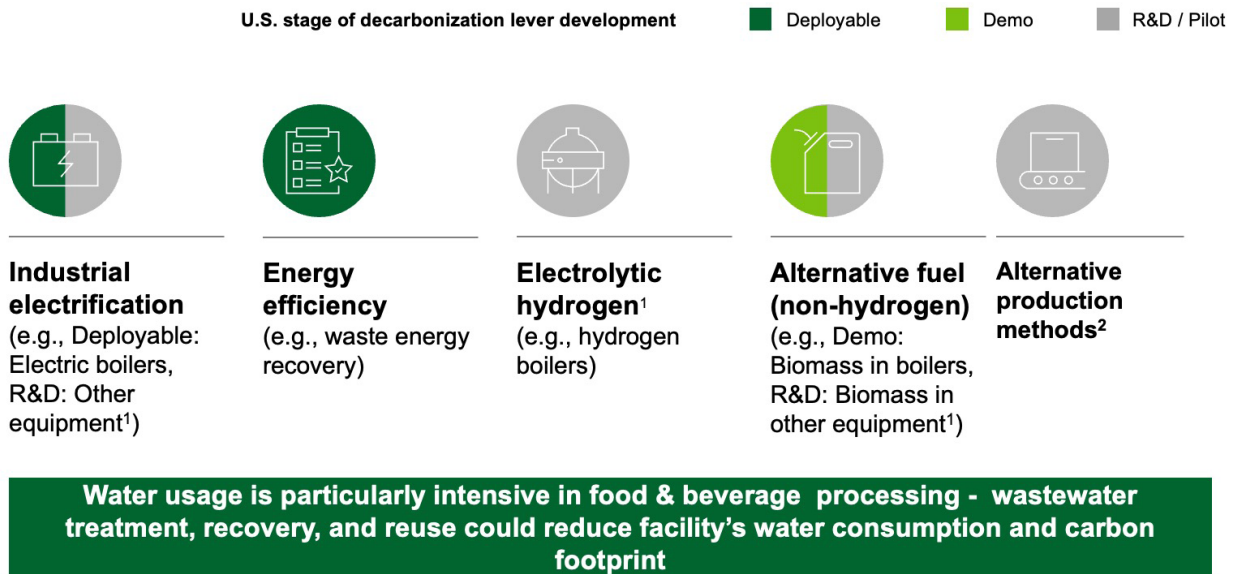 U.S. stage of decarbonization lever development
Deployable
Demo
R&D / Pilot
Industrial
electrification
(e.g., Deployable:
Electric boilers,
R&D: Other
equipment¹)
Energy
efficiency
(e.g., waste energy
recovery)
Electrolytic
hydrogen¹
(e.g., hydrogen
boilers)
Alternative fuel
(non-hydrogen)
(e.g., Demo:
Biomass in boilers,
R&D: Biomass in
other equipment¹)
Alternative
production
methods²
Water usage is particularly intensive in food & beverage  processing -  wastewater
treatment, recovery, and reuse could reduce facility’s water consumption and carbon
footprint